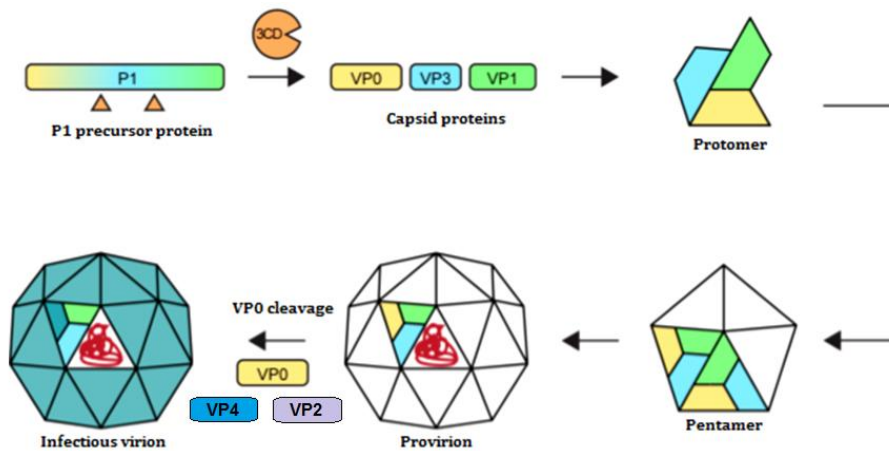 3CD
P1
VP0 VP3 VP1
P1 precursor protein
Capsid proteins
Protomer
VP0 cleavage
VP0
VP4 VP2
Infectious virion
Provirion
Pentamer